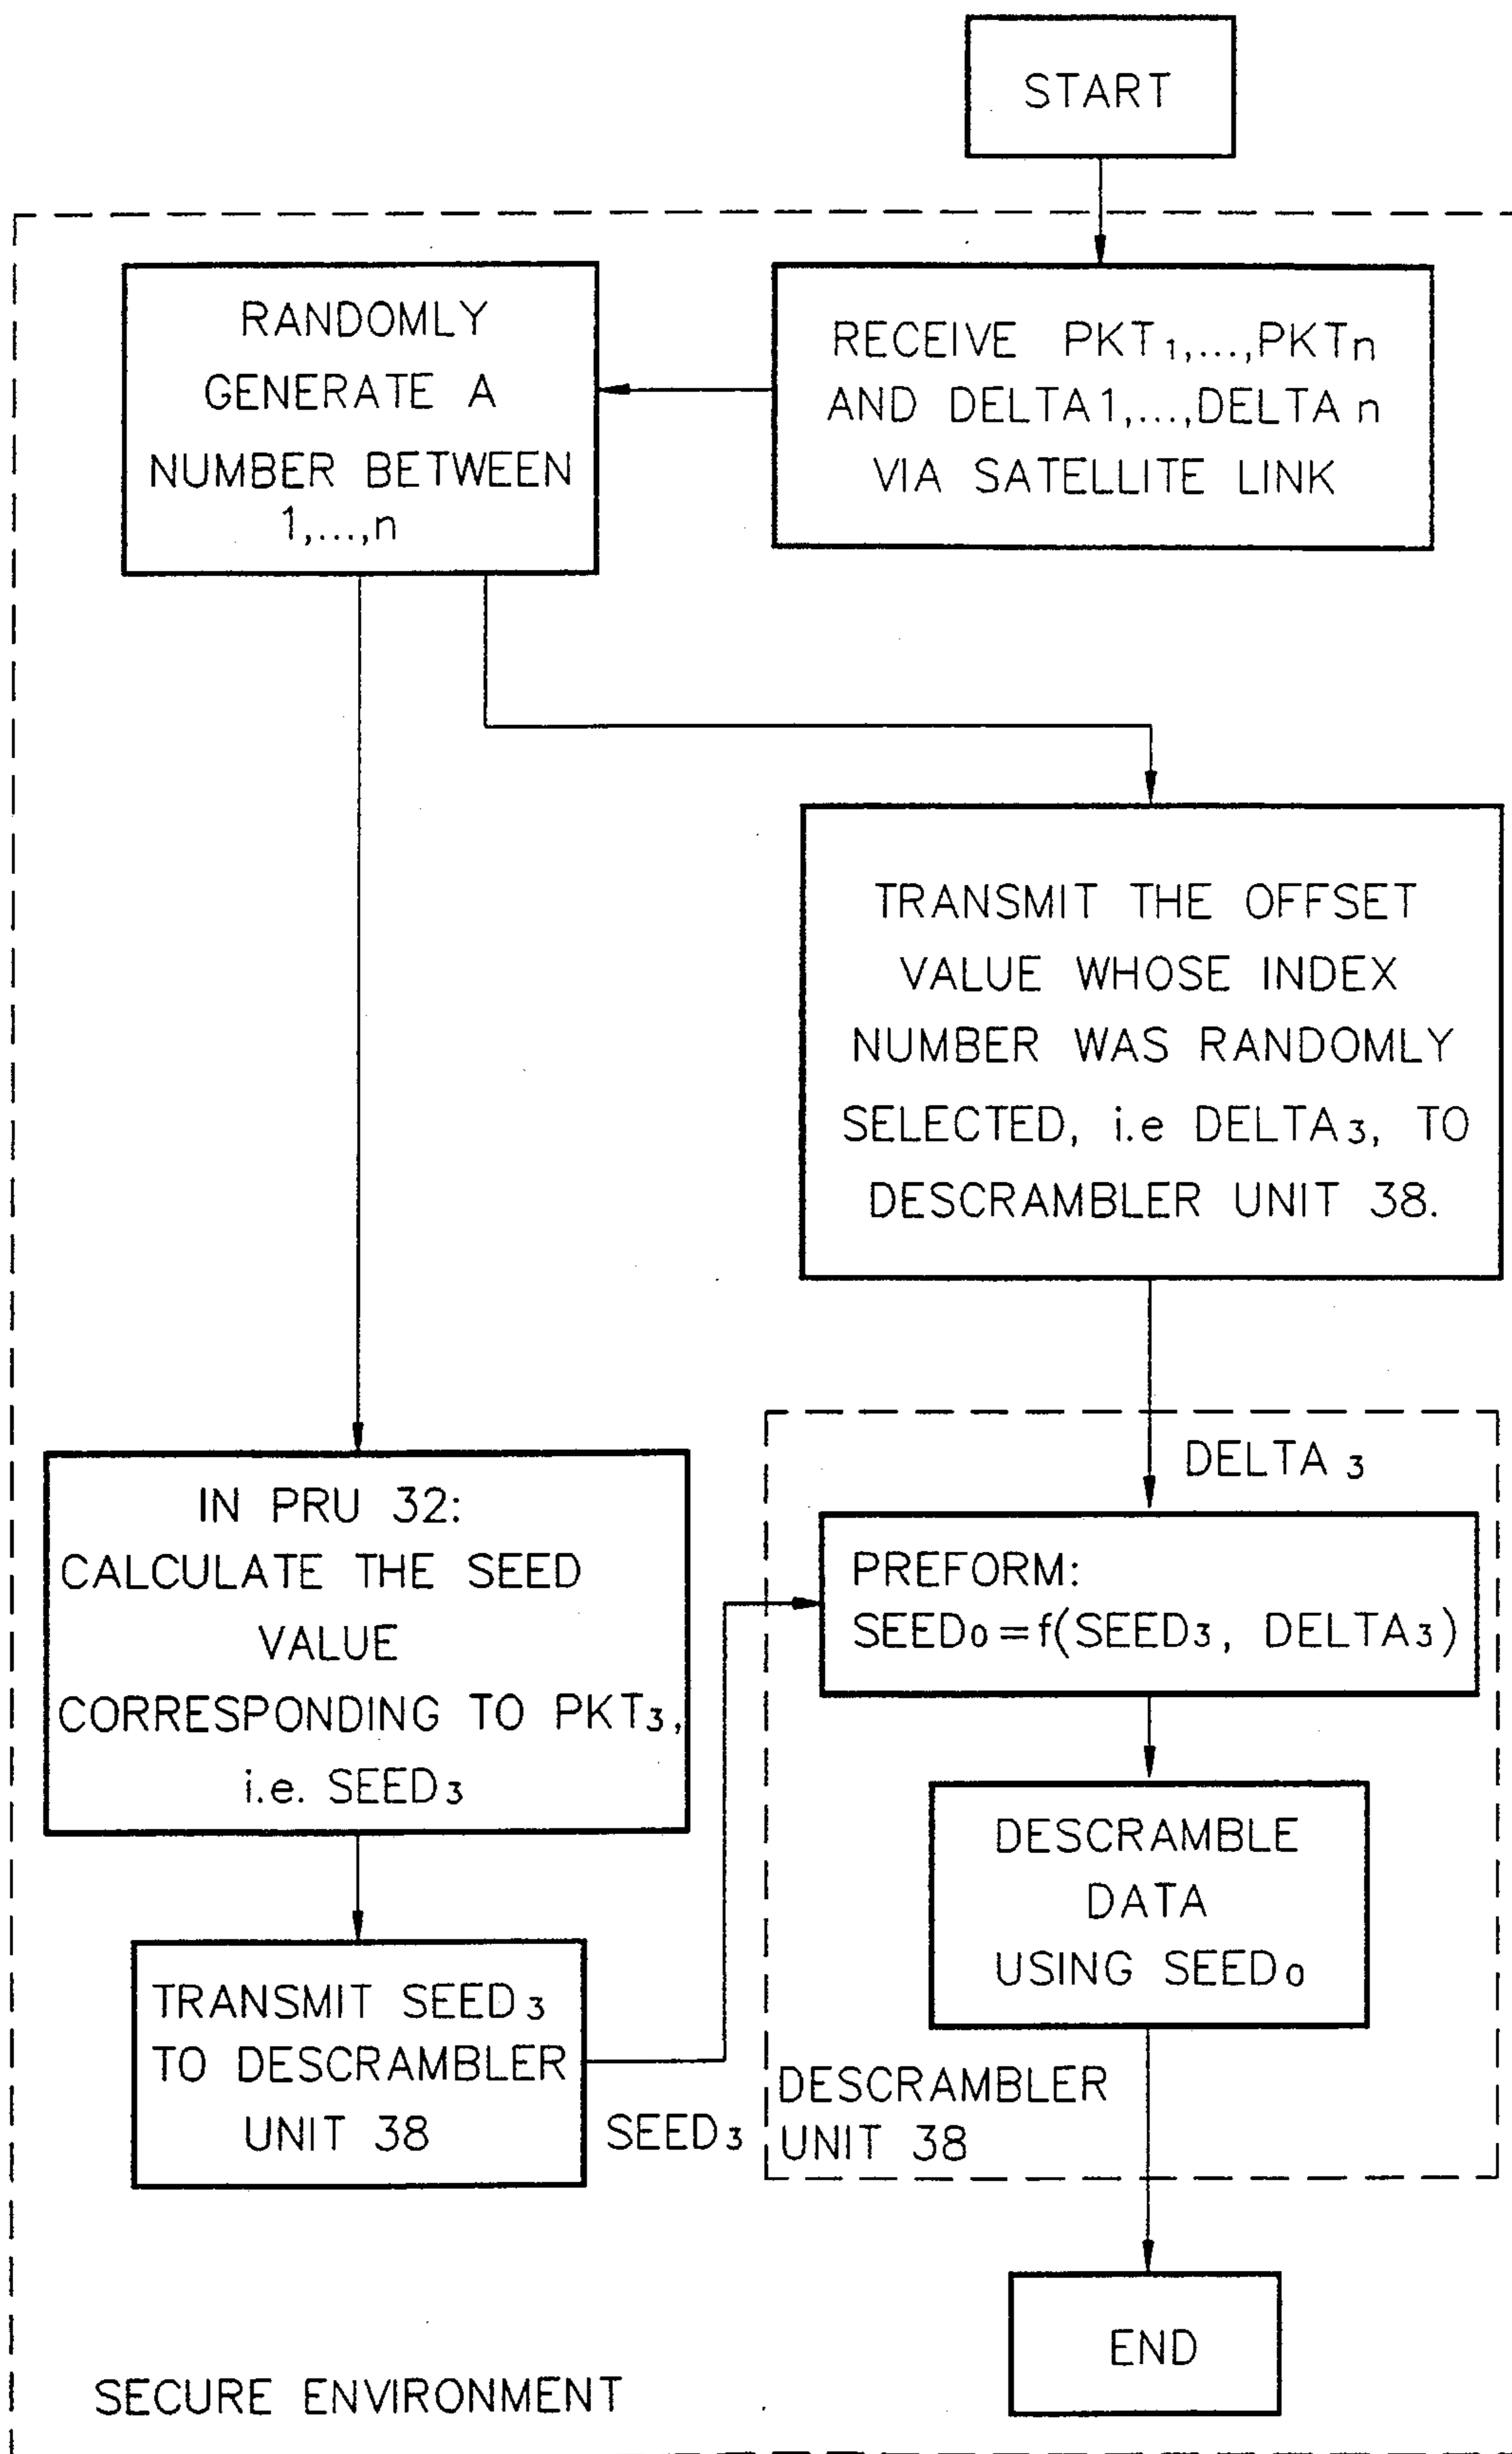 START
RECEIVE PKT₁,...,PKTn
AND DELTA1,...,DELTA n
VIA SATELLITE LINK
RANDOMLY
GENERATE A
NUMBER BETWEEN
1,...,n
TRANSMIT THE OFFSET
VALUE WHOSE INDEX
NUMBER WAS RANDOMLY
SELECTED, i.e DELTA₃, TO
DESCRAMBLER UNIT 38.
IN PRU 32:
CALCULATE THE SEED
VALUE
CORRESPONDING TO PKT₃,
i.e. SEED₃
TRANSMIT SEED₃
TO DESCRAMBLER
UNIT 38
SEED₃
DELTA ₃
PREFORM:
SEED₀=f(SEED₃, DELTA₃)
DESCRAMBLE
DATA
USING SEED₀
DESCRAMBLER
UNIT 38
END
SECURE ENVIRONMENT